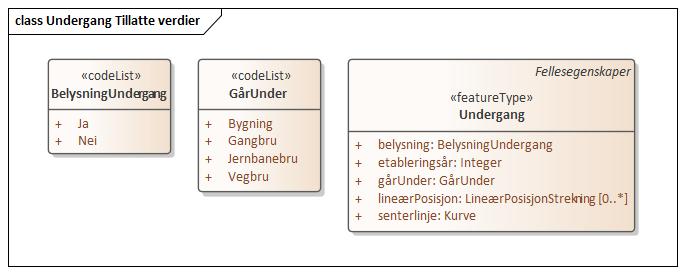 class Undergang Tillatte verdier
«codeList»
BelysningUndergang
+ Ja
+ Nei
«codeList»
GårUnder
+ Bygning
+ Gangbru
+ Jernbanebru
+ Vegbru
Fellesegenskaper
«featureType»
Undergang
+ belysning: BelysningUndergang
+ etableringsår: Integer
+ gårUnder: GårUnder
+ lineærPosisjon: LineærPosisjonStrekning [0..*]
+ senterlinje: Kurve